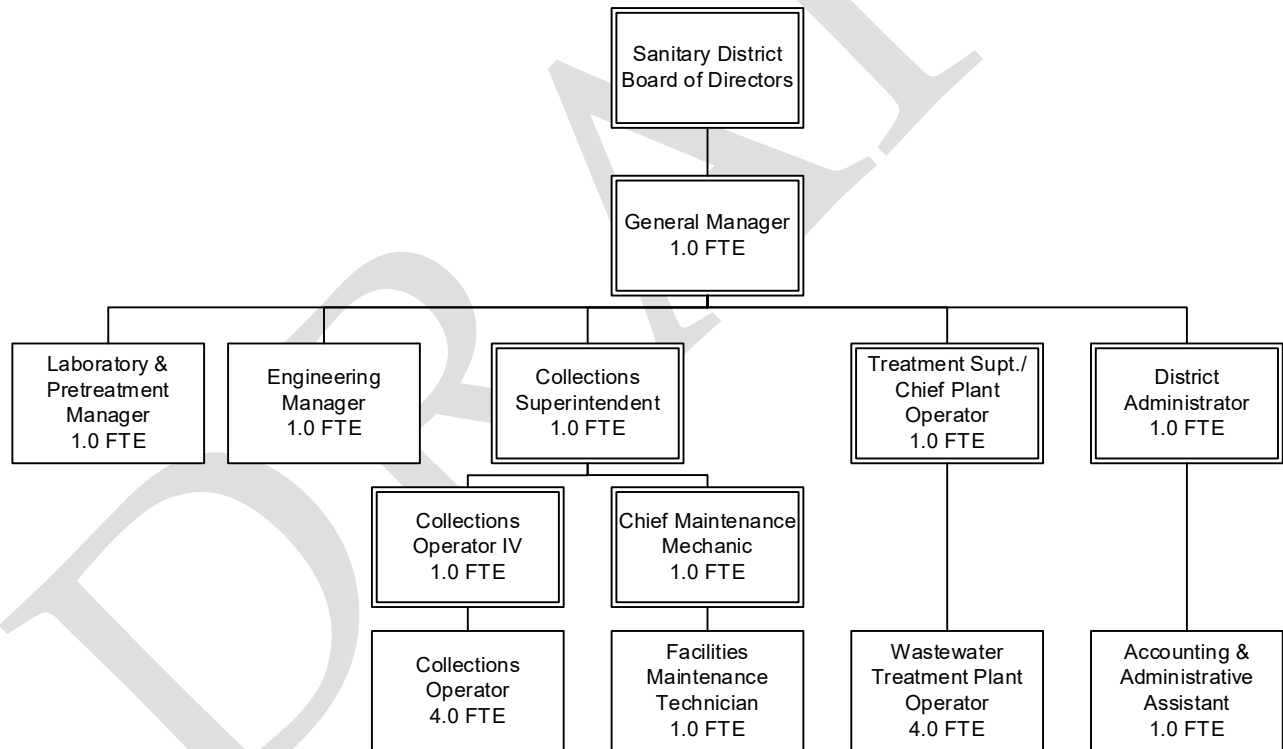 Sanitary District
Board of Directors
General Manager
1.0 FTE
Laboratory &
Pretreatment
Manager
1.0 FTE
Engineering
Manager
1.0 FTE
Collections
Superintendent
1.0 FTE
Treatment Supt./
Chief Plant
Operator
1.0 FTE
District
Administrator
1.0 FTE
Collections
Operator IV
1.0 FTE
Chief Maintenance
Mechanic
1.0 FTE
Collections
Operator
4.0 FTE
Facilities
Maintenance
Technician
1.0 FTE
Wastewater
Treatment Plant
Operator
4.0 FTE
Accounting &
Administrative
Assistant
1.0 FTE
DRA